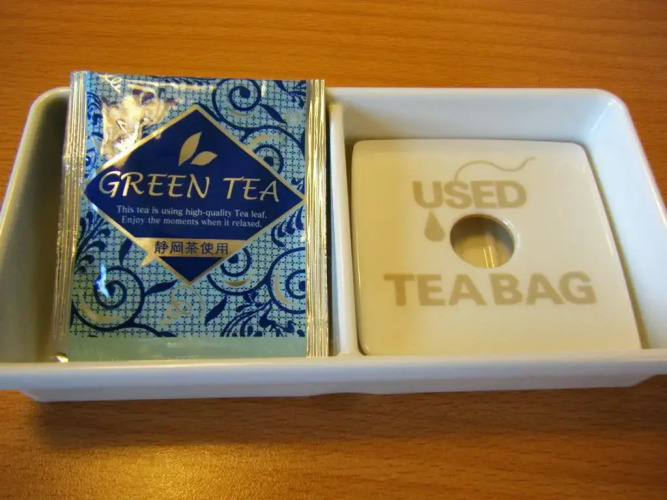 GREEN TEA
This tea is using high-quality Tea leaf.
Enjoy the moments when it relaxed.
静岡茶使用
USED
TEA BAG